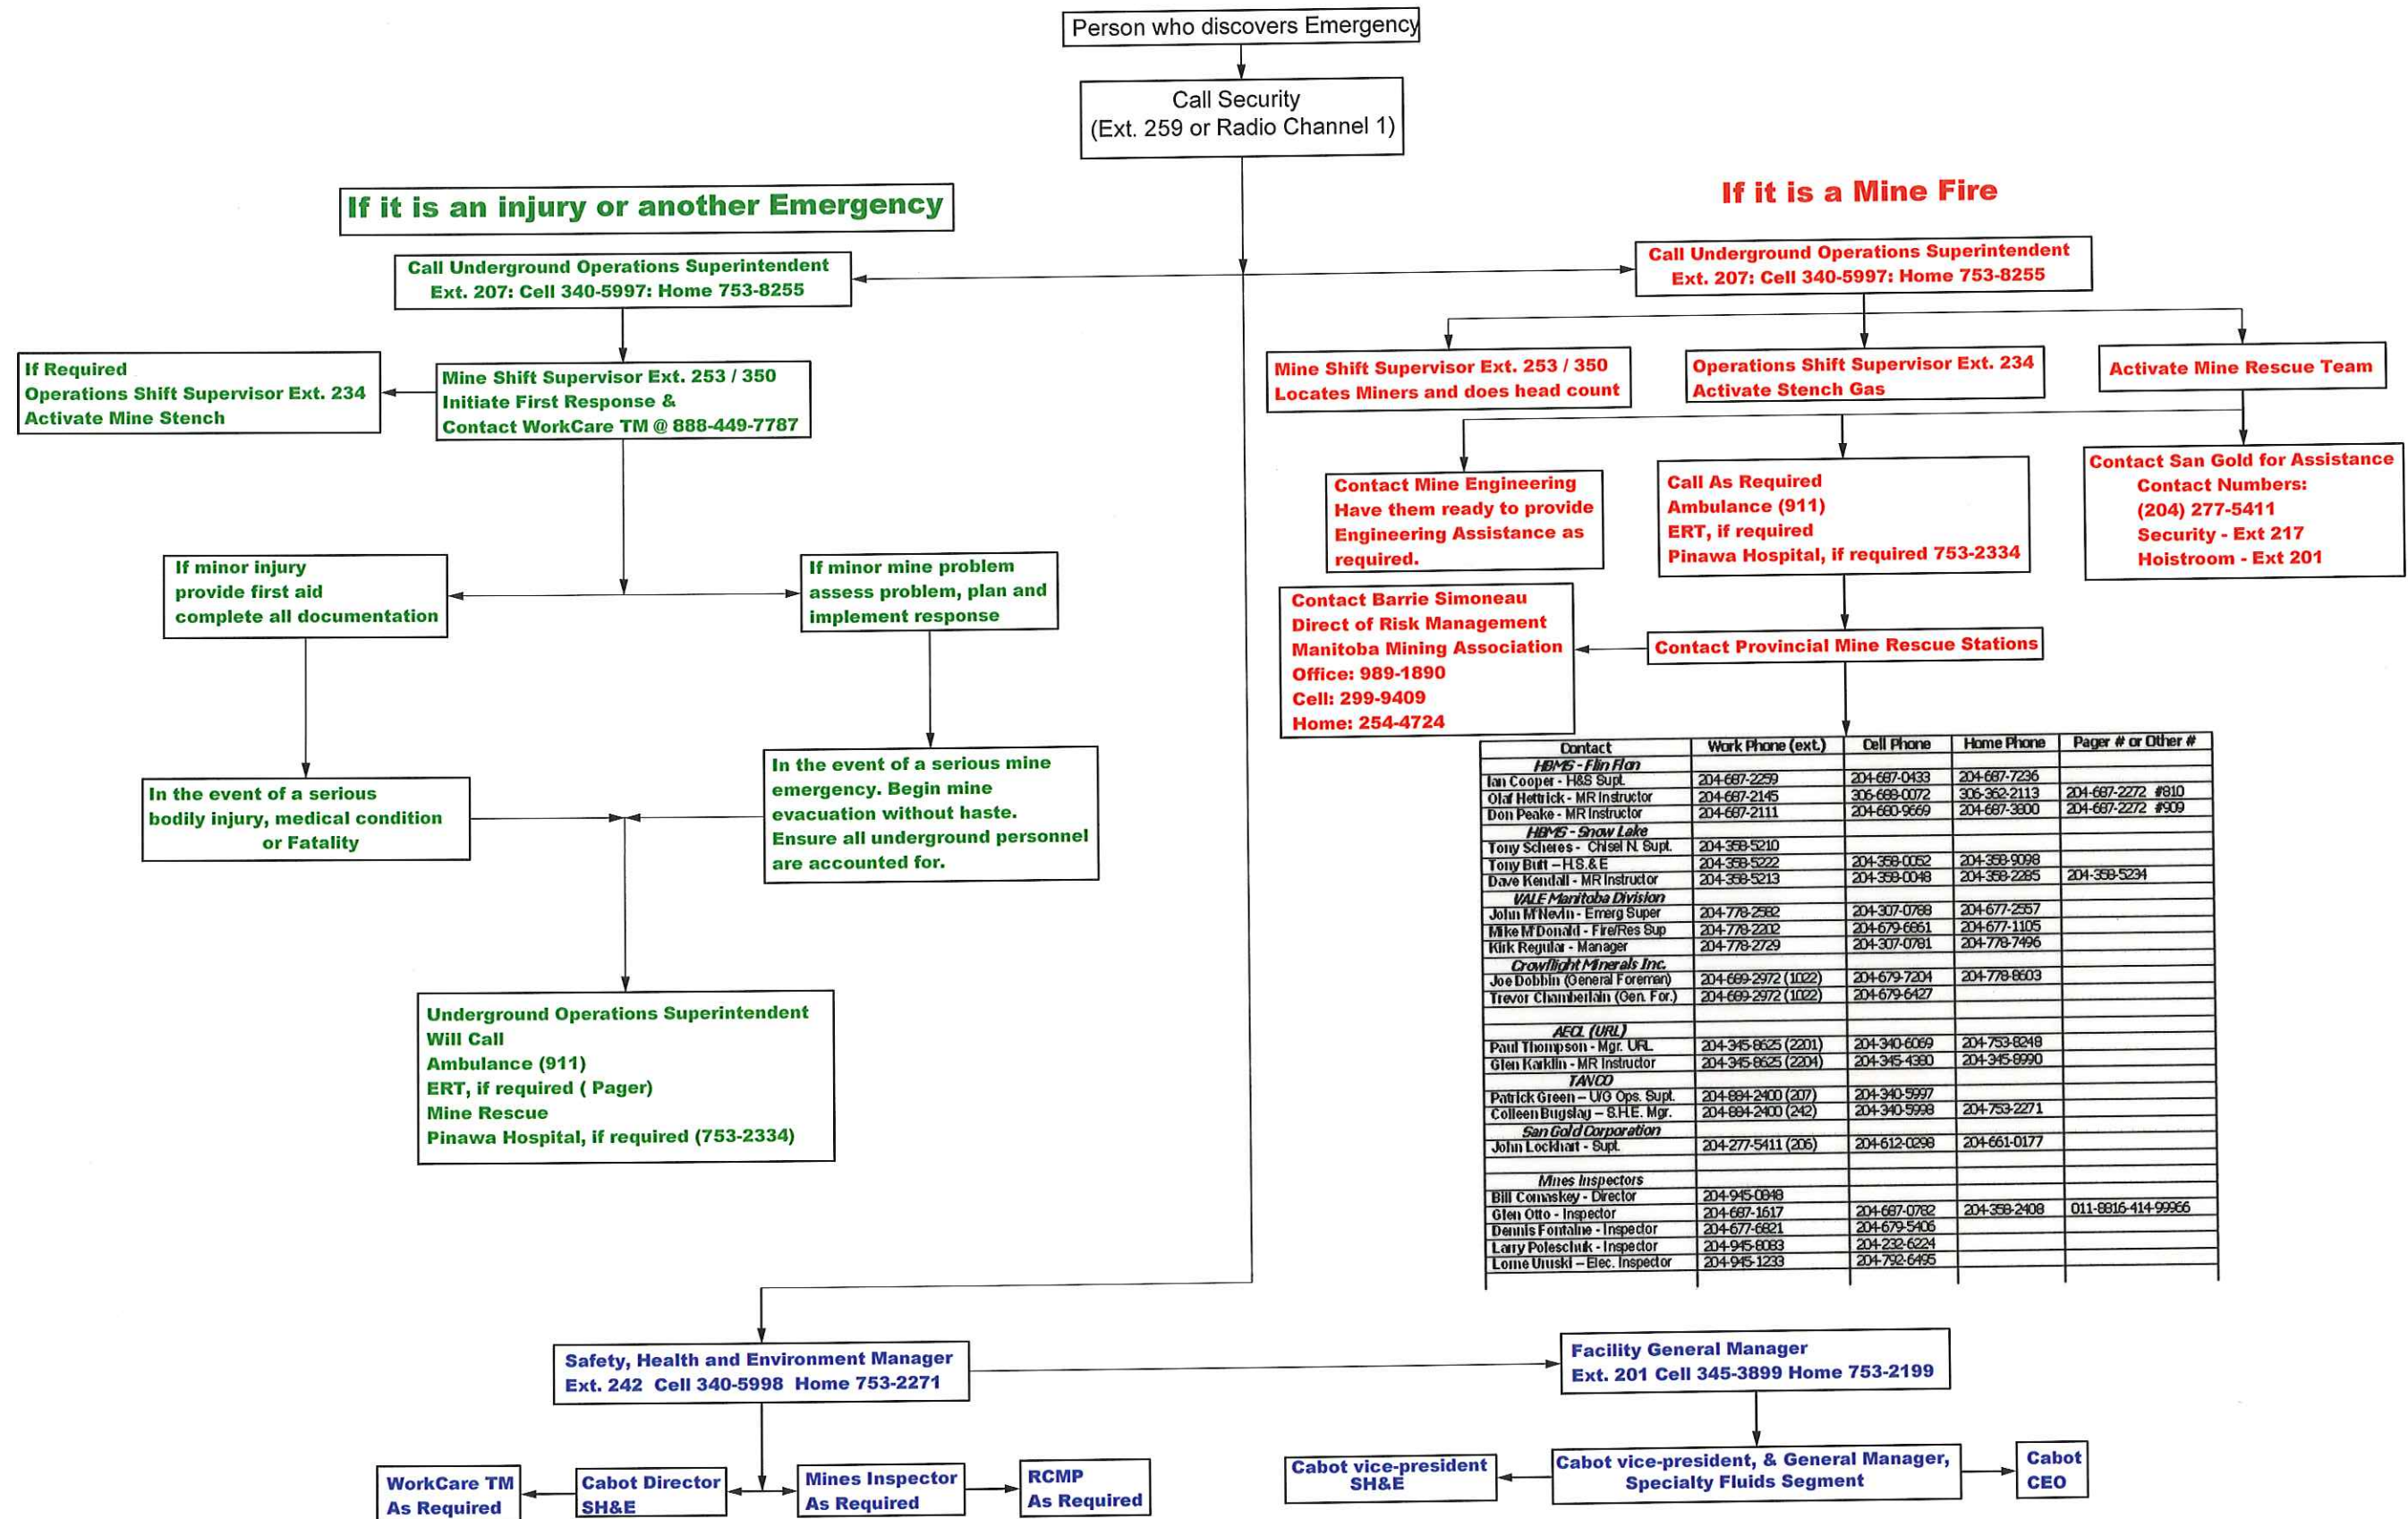 Person who discovers Emergency
Call Security
(Ext. 259 or Radio Channel 1)
If it is an injury or another Emergency
Call Underground Operations Superintendent
Ext. 207: Cell 340-5997: Home 753-8255
If Required
Operations Shift Supervisor Ext. 234
Activate Mine Stench
Mine Shift Supervisor Ext. 253 / 350
Initiate First Response &
Contact WorkCare TM @ 888-449-7787
If minor injury
provide first aid
complete all documentation
If minor mine problem
assess problem, plan and
implement response
In the event of a serious
bodily injury, medical condition
or Fatality
In the event of a serious mine
emergency. Begin mine
evacuation without haste.
Ensure all underground personnel
are accounted for.
Underground Operations Superintendent
Will Call
Ambulance (911)
ERT, if required ( Pager)
Mine Rescue
Pinawa Hospital, if required (753-2334)
If it is a Mine Fire
Call Underground Operations Superintendent
Ext. 207: Cell 340-5997: Home 753-8255
Mine Shift Supervisor Ext. 253 / 350
Locates Miners and does head count
Operations Shift Supervisor Ext. 234
Activate Stench Gas
Activate Mine Rescue Team
Contact Mine Engineering
Have them ready to provide
Engineering Assistance as
required.
Call As Required
Ambulance (911)
ERT, if required
Pinawa Hospital, if required 753-2334
Contact San Gold for Assistance
Contact Numbers:
(204) 277-5411
Security - Ext 217
Hoistroom - Ext 201
Contact Barrie Simoneau
Direct of Risk Management
Manitoba Mining Association
Office: 989-1890
Cell: 299-9409
Home: 254-4724
Contact Provincial Mine Rescue Stations
Contact Work Phone (ext.) Cell Phone Home Phone Pager # or Other #
HBMS - Flin Flon
Ian Cooper - H&S Supt. 204-687-2259 204-687-0433 204-687-7236
Olaf Hettrick - MR Instructor 204-687-2145 306-688-0072 306-362-2113 204-687-2272 #810
Don Peake - MR Instructor 204-687-2111 204-680-9669 204-687-3800 204-687-2272 #909
HBMS - Snow Lake
Tony Scheres - Chisel N. Supt. 204-358-5210
Tony Butt – H.S.&E 204-358-5222 204-358-0052 204-358-9098
Dave Kendall - MR Instructor 204-358-5213 204-358-0048 204-358-2285 204-358-5234
VALE Manitoba Division
John M'Nevin - Emerg Super 204-778-2582 204-307-0788 204-677-2557
Mike M'Donald - Fire/Res Sup 204-778-2202 204-679-6861 204-677-1105
Kirk Regular - Manager 204-778-2729 204-307-0781 204-778-7496
Crowflight Minerals Inc.
Joe Dobbin (General Foreman) 204-689-2972 (1022) 204-679-7204 204-778-8603
Trevor Chamberlain (Gen. For.) 204-689-2972 (1022) 204-679-6427
AECL (URL)
Paul Thompson - Mgr. URL 204-345-8625 (2201) 204-340-6069 204-753-8248
Glen Karklin - MR Instructor 204-345-8625 (2204) 204-345-4380 204-345-8990
TANCO
Patrick Green – U/G Ops. Supt. 204-884-2400 (207) 204-340-5997
Colleen Bugslag – S.H.E. Mgr. 204-884-2400 (242) 204-340-5998 204-753-2271
San Gold Corporation
John Lockhart - Supt. 204-277-5411 (206) 204-612-0298 204-661-0177
Mines Inspectors
Bill Comaskey - Director 204-945-0848
Glen Otto - Inspector 204-687-1617 204-687-0782 204-358-2408 011-8816-414-99966
Dennis Fontaine - Inspector 204-677-6821 204-679-5406
Larry Poleschuk - Inspector 204-945-8083 204-232-6224
Lorne Uruski – Elec. Inspector 204-945-1233 204-792-6495
Safety, Health and Environment Manager
Ext. 242 Cell 340-5998 Home 753-2271
Facility General Manager
Ext. 201 Cell 345-3899 Home 753-2199
WorkCare TM
As Required
Cabot Director
SH&E
Mines Inspector
As Required
RCMP
As Required
Cabot vice-president
SH&E
Cabot vice-president, & General Manager,
Specialty Fluids Segment
Cabot
CEO